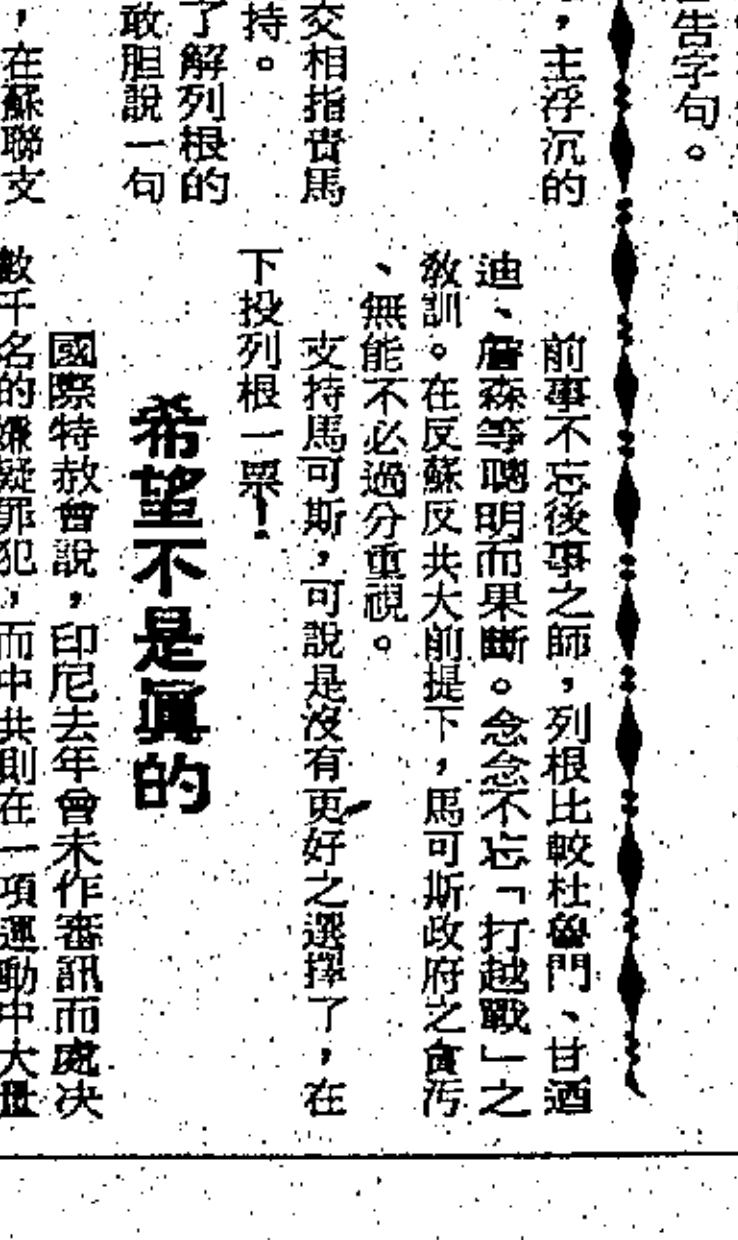 告字句。
，主浮沉的
交相指責馬
持。
了解列根的
敢胆說一句
，在蘇聯支
前事不忘後事之師，列根比較杜魯門、甘迺
迪、詹森等聰明而果斷。念念不忘「打越戰」之
教訓。在反蘇反共大前提下，馬可斯政府之貪污
、無能不必過分重視。
支持馬可斯，可說是沒有更好之選擇了，在
下投列根一票！
希望不是眞的
國際特赦會說，印尼去年曾未作審訊而處决
數千名的嫌疑罪犯，而中共則在一項運動中大量